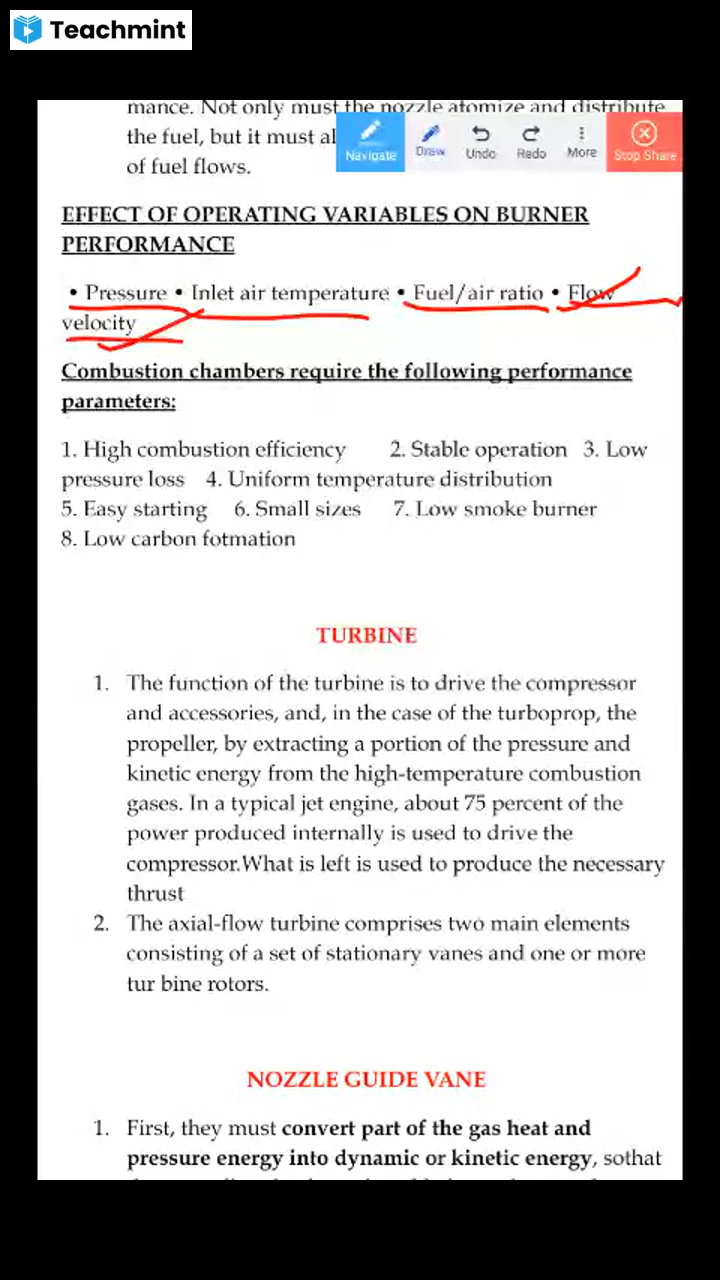 Teachmint
mance. Not only must the nozzle atomize and distribute
the fuel, but it must al
Navigate Draw Undo Redo More Stop Share
of fuel flows.
EFFECT OF OPERATING VARIABLES ON BURNER
PERFORMANCE
• Pressure • Inlet air temperature • Fuel/air ratio • Flow
velocity
Combustion chambers require the following performance
parameters:
1. High combustion efficiency 2. Stable operation 3. Low
pressure loss 4. Uniform temperature distribution
5. Easy starting 6. Small sizes 7. Low smoke burner
8. Low carbon fotmation
TURBINE
1. The function of the turbine is to drive the compressor
and accessories, and, in the case of the turboprop, the
propeller, by extracting a portion of the pressure and
kinetic energy from the high-temperature combustion
gases. In a typical jet engine, about 75 percent of the
power produced internally is used to drive the
compressor.What is left is used to produce the necessary
thrust
2. The axial-flow turbine comprises two main elements
consisting of a set of stationary vanes and one or more
tur bine rotors.
NOZZLE GUIDE VANE
1. First, they must convert part of the gas heat and
pressure energy into dynamic or kinetic energy, sothat